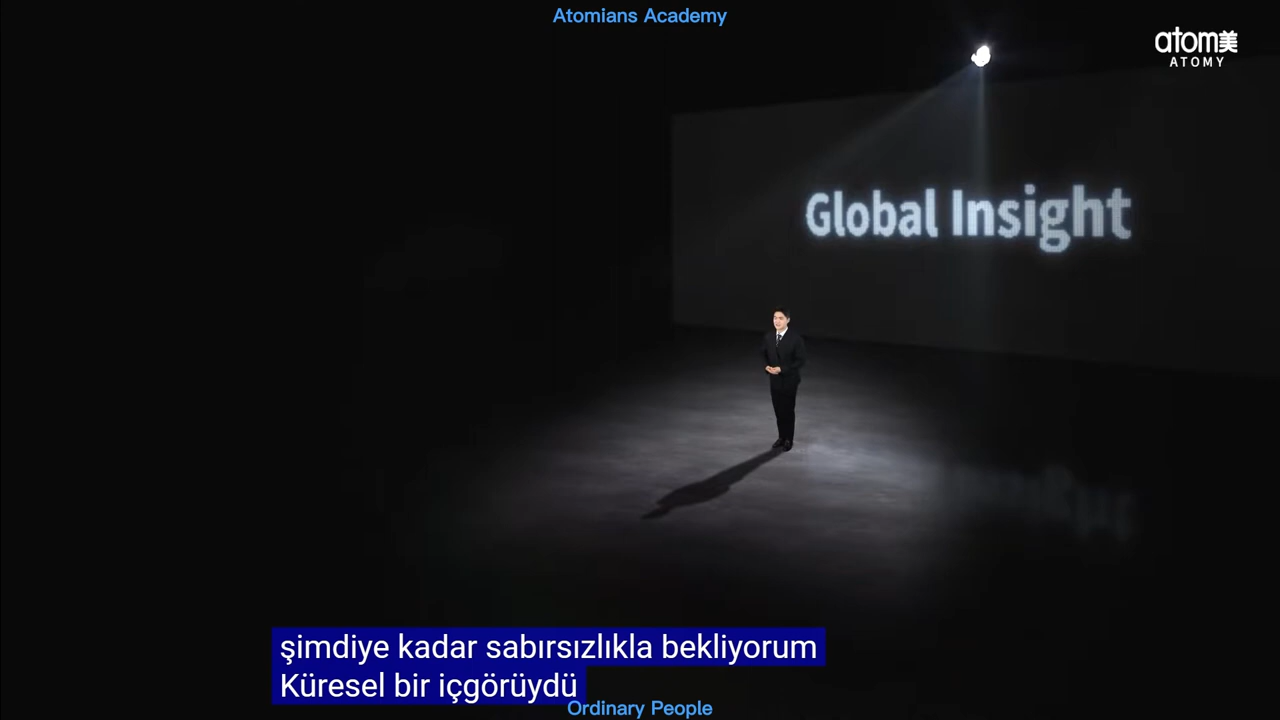 Atomians Academy
atom美
ATOMY
Global Insight
şimdiye kadar sabırsızlıkla bekliyorum
Küresel bir içgörüydü
Ordinary People